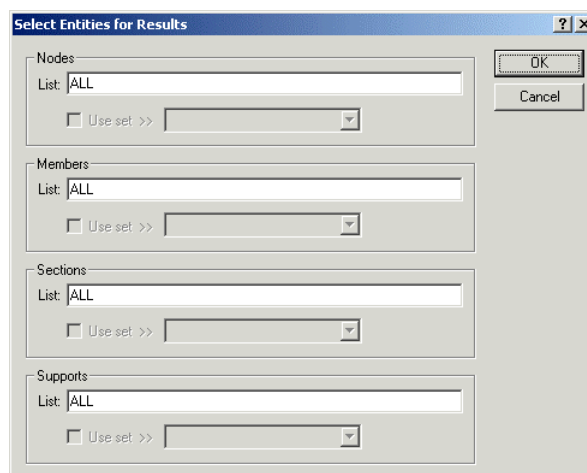 Select Entities for Results
Nodes
List: ALL
Use set >>
Members
List: ALL
Use set >>
Sections
List: ALL
Use set >>
Supports
List: ALL
Use set >>
OK
Cancel